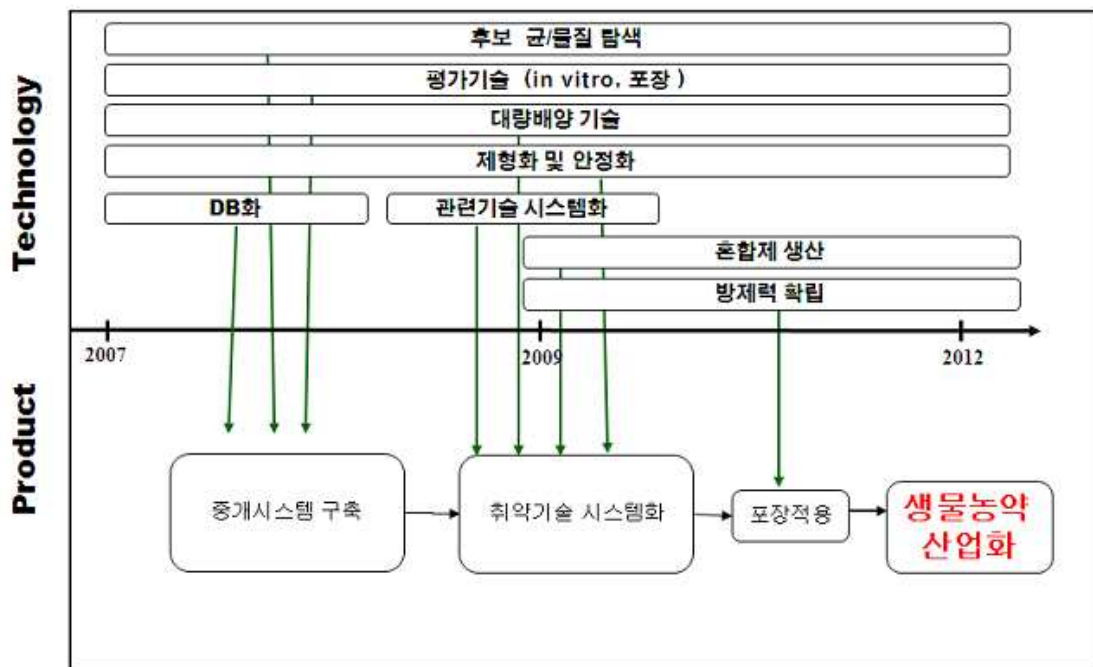 Technology
후보 균/물질 탐색
평가기술 (in vitro, 포장 )
대량배양 기술
제형화 및 안정화
DB화
관련기술 시스템화
혼합제 생산
방제력 확립
2007
2009
2012
Product
중개시스템 구축
취약기술 시스템화
포장적용
생물농약
산업화